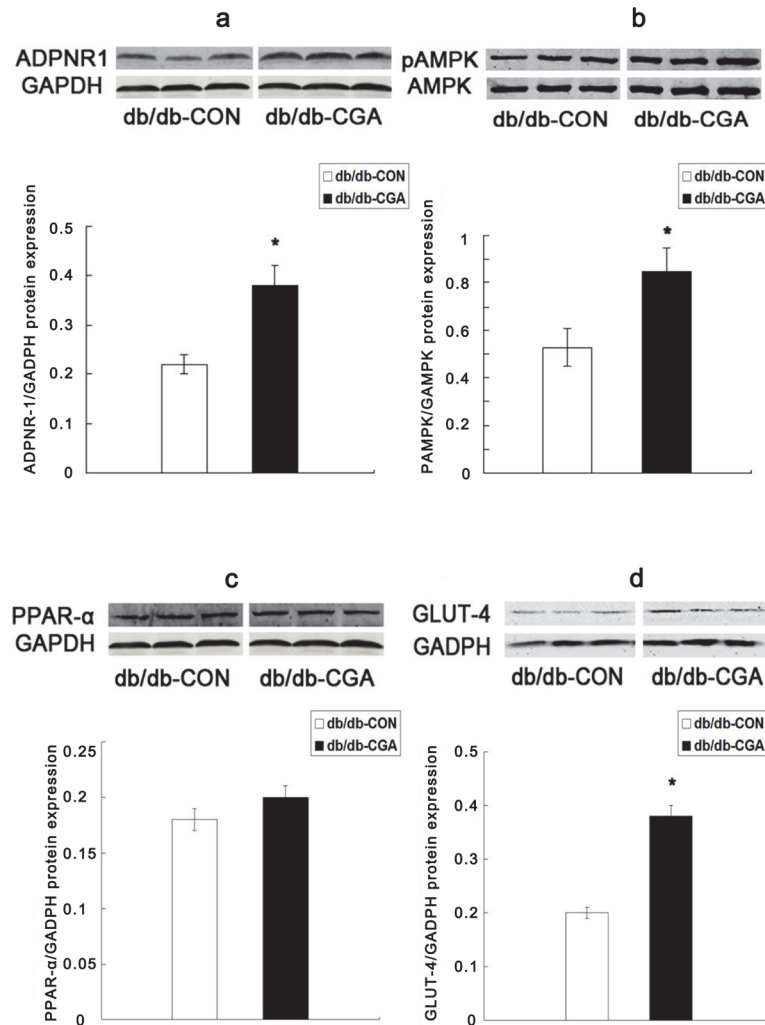 a
ADPNR1
GAPDH
db/db-CON db/db-CGA
db/db-CON
db/db-CGA
ADPNR-1/GADPH protein expression
0.5
0.4
0.3
0.2
0.1
0
*
b
pAMPK
AMPK
db/db-CON db/db-CGA
db/db-CON
db/db-CGA
PAMPK/GAMPK protein expression
1
0.8
0.6
0.4
0.2
0
*
c
PPAR-α
GAPDH
db/db-CON db/db-CGA
db/db-CON
db/db-CGA
PPAR-α/GADPH protein expression
0.25
0.2
0.15
0.1
0.05
0
d
GLUT-4
GADPH
db/db-CON db/db-CGA
db/db-CON
db/db-CGA
GLUT-4/GADPH protein expression
0.5
0.4
0.3
0.2
0.1
0
*